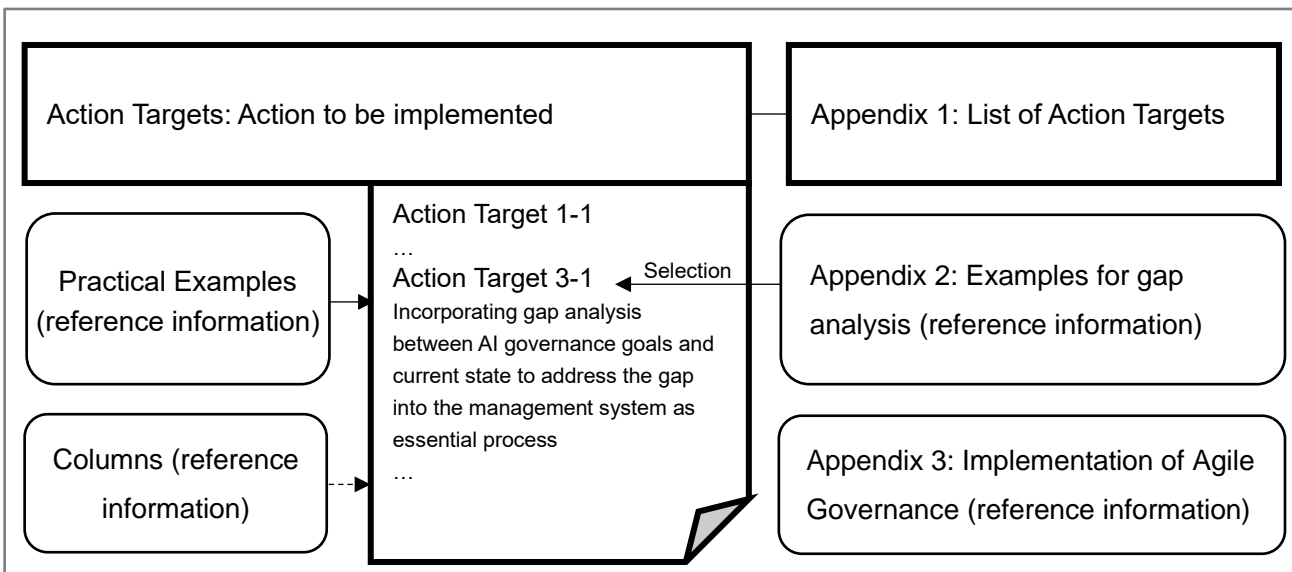 Action Targets: Action to be implemented
Appendix 1: List of Action Targets
Practical Examples
(reference information)
Columns (reference
information)
Action Target 1-1
…
Action Target 3-1
Incorporating gap analysis
between AI governance goals and
current state to address the gap
into the management system as
essential process
…
Selection
Appendix 2: Examples for gap
analysis (reference information)
Appendix 3: Implementation of Agile
Governance (reference information)